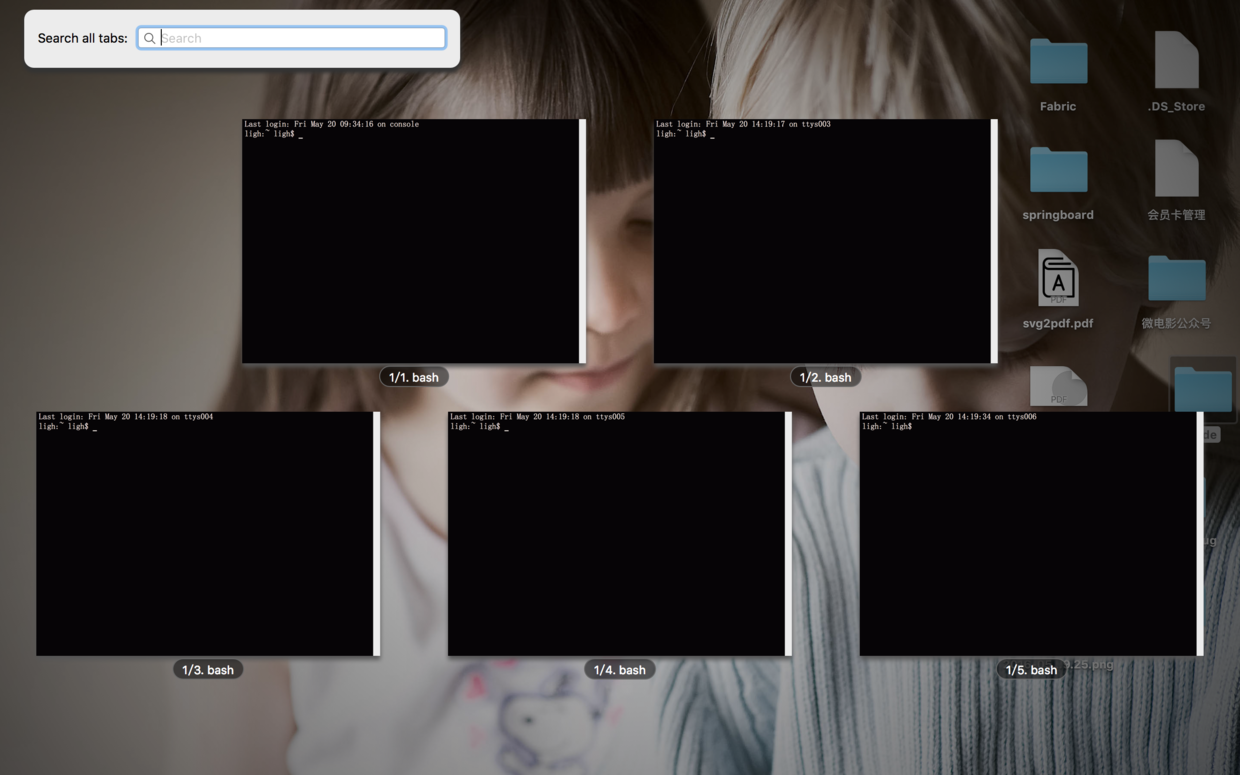 Search all tabs:
Search
Fabric
.DS_Store
Last login: Fri May 20 09:34:16 on console
ligh:~ ligh$ _
Last login: Fri May 20 14:19:17 on ttys003
ligh:~ ligh$ _
springboard
会员卡管理
A
PDF
svg2pdf.pdf
微电影公众号
1/1. bash
1/2. bash
PDF
Last login: Fri May 20 14:19:18 on ttys004
ligh:~ ligh$ _
Last login: Fri May 20 14:19:18 on ttys005
ligh:~ ligh$ _
Last login: Fri May 20 14:19:34 on ttys006
ligh:~ ligh$
de
ug
9.25.png
1/3. bash
1/4. bash
1/5. bash